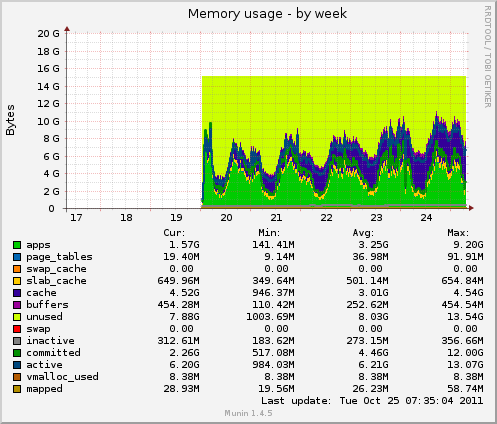 Memory usage - by week
RRDTOOL / TOBI OETIKER
Bytes
20 G
18 G
16 G
14 G
12 G
10 G
8 G
6 G
4 G
2 G
0
17 18 19 20 21 22 23 24
Cur: Min: Avg: Max:
apps 1.57G 141.41M 3.25G 9.20G
page_tables 19.40M 9.14M 36.98M 91.91M
swap_cache 0.00 0.00 0.00 0.00
slab_cache 649.96M 349.64M 501.14M 654.84M
cache 4.52G 946.37M 3.01G 4.54G
buffers 454.28M 110.42M 252.62M 454.54M
unused 7.88G 1003.69M 8.03G 13.54G
swap 0.00 0.00 0.00 0.00
inactive 312.61M 183.62M 273.15M 356.66M
committed 2.26G 517.08M 4.46G 12.00G
active 6.20G 984.03M 6.21G 13.07G
vmalloc_used 8.38M 8.38M 8.38M 8.38M
mapped 28.93M 19.56M 26.23M 58.74M
Last update: Tue Oct 25 07:35:04 2011
Munin 1.4.5